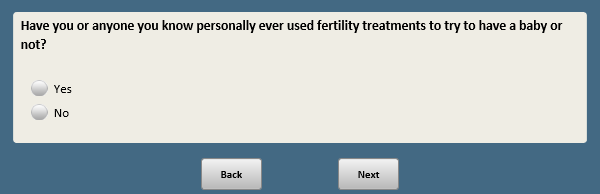 Have you or anyone you know personally ever used fertility treatments to try to have a baby or
not?
Yes
No
Back
Next